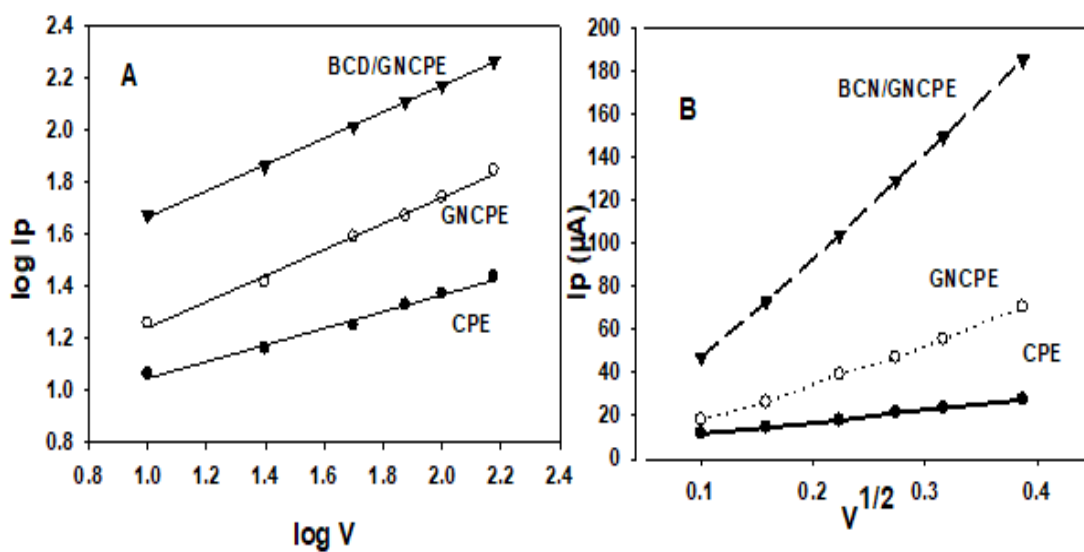 A
BCD/GNCPE
GNCPE
CPE
log Ip
2.4
2.2
2.0
1.8
1.6
1.4
1.2
1.0
0.8
0.8 1.0 1.2 1.4 1.6 1.8 2.0 2.2 2.4
log V
B
BCN/GNCPE
GNCPE
CPE
Ip (µA)
200
180
160
140
120
100
80
60
40
20
0
0.1 0.2 0.3 0.4
V1/2